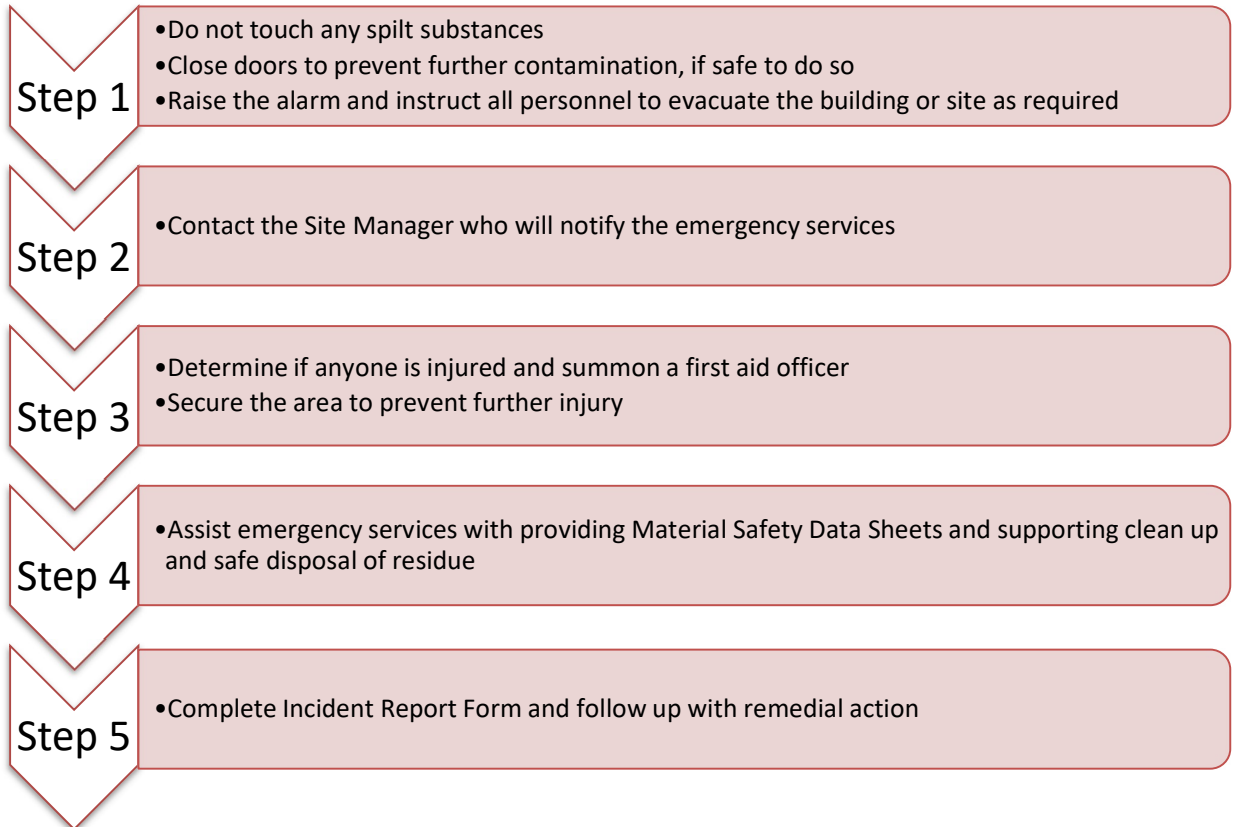 Step 1
•Do not touch any spilt substances
•Close doors to prevent further contamination, if safe to do so
•Raise the alarm and instruct all personnel to evacuate the building or site as required
Step 2
•Contact the Site Manager who will notify the emergency services
Step 3
•Determine if anyone is injured and summon a first aid officer
•Secure the area to prevent further injury
Step 4
•Assist emergency services with providing Material Safety Data Sheets and supporting clean up
and safe disposal of residue
Step 5
•Complete Incident Report Form and follow up with remedial action